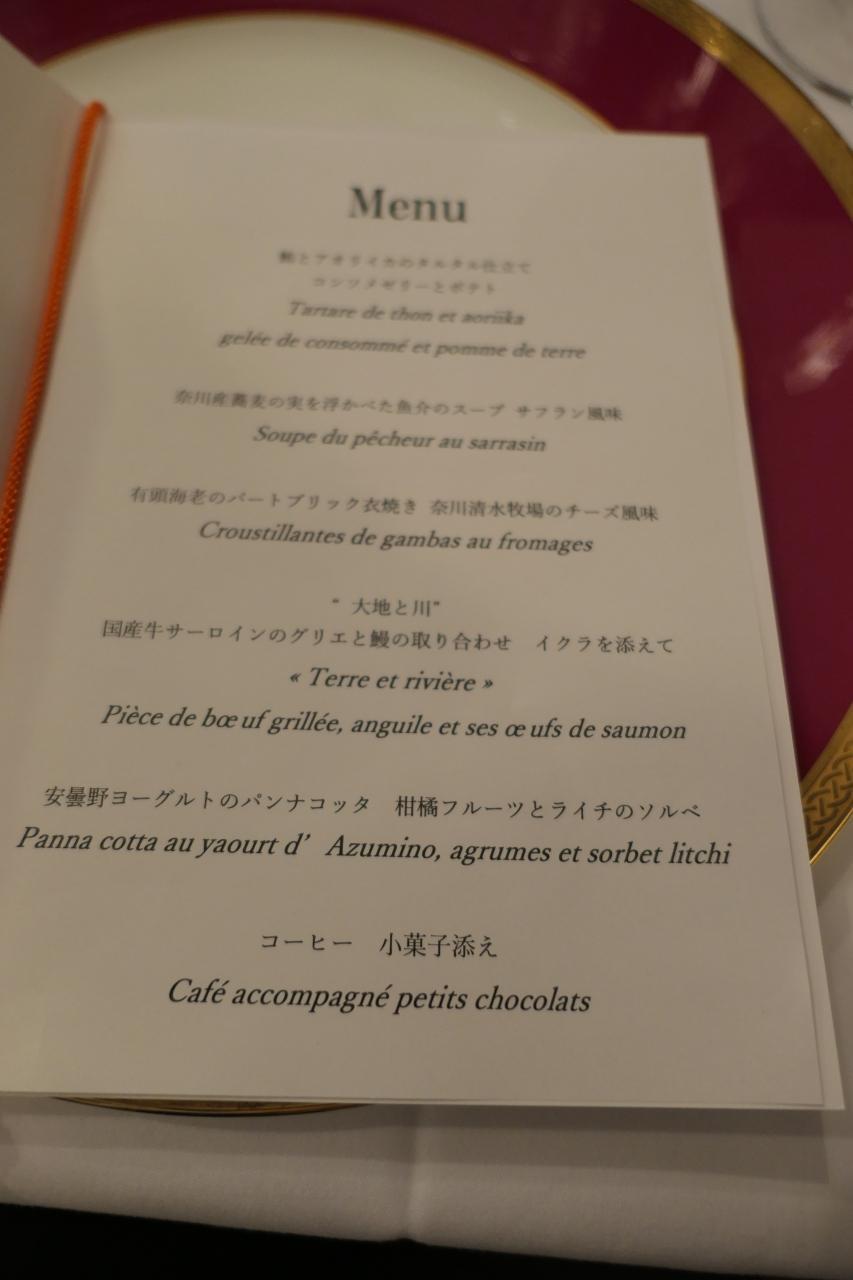 Menu
鮪とアオリイカのタルタル仕立て
コンソメゼリーとポテト
Tartare de thon et aoriika
gelée de consommé et pomme de terre
奈川産蕎麦の実を浮かべた魚介のスープ サフラン風味
Soupe du pêcheur au sarrasin
有頭海老のパートブリック衣焼き 奈川清水牧場のチーズ風味
Croustillantes de gambas au fromages
“ 大地と川”
国産牛サーロインのグリエと鰻の取り合わせ イクラを添えて
« Terre et rivière »
Pièce de bœuf grillée, anguile et ses œufs de saumon
安曇野ヨーグルトのパンナコッタ 柑橘フルーツとライチのソルベ
Panna cotta au yaourt d’ Azumino, agrumes et sorbet litchi
コーヒー 小菓子添え
Café accompagné petits chocolats